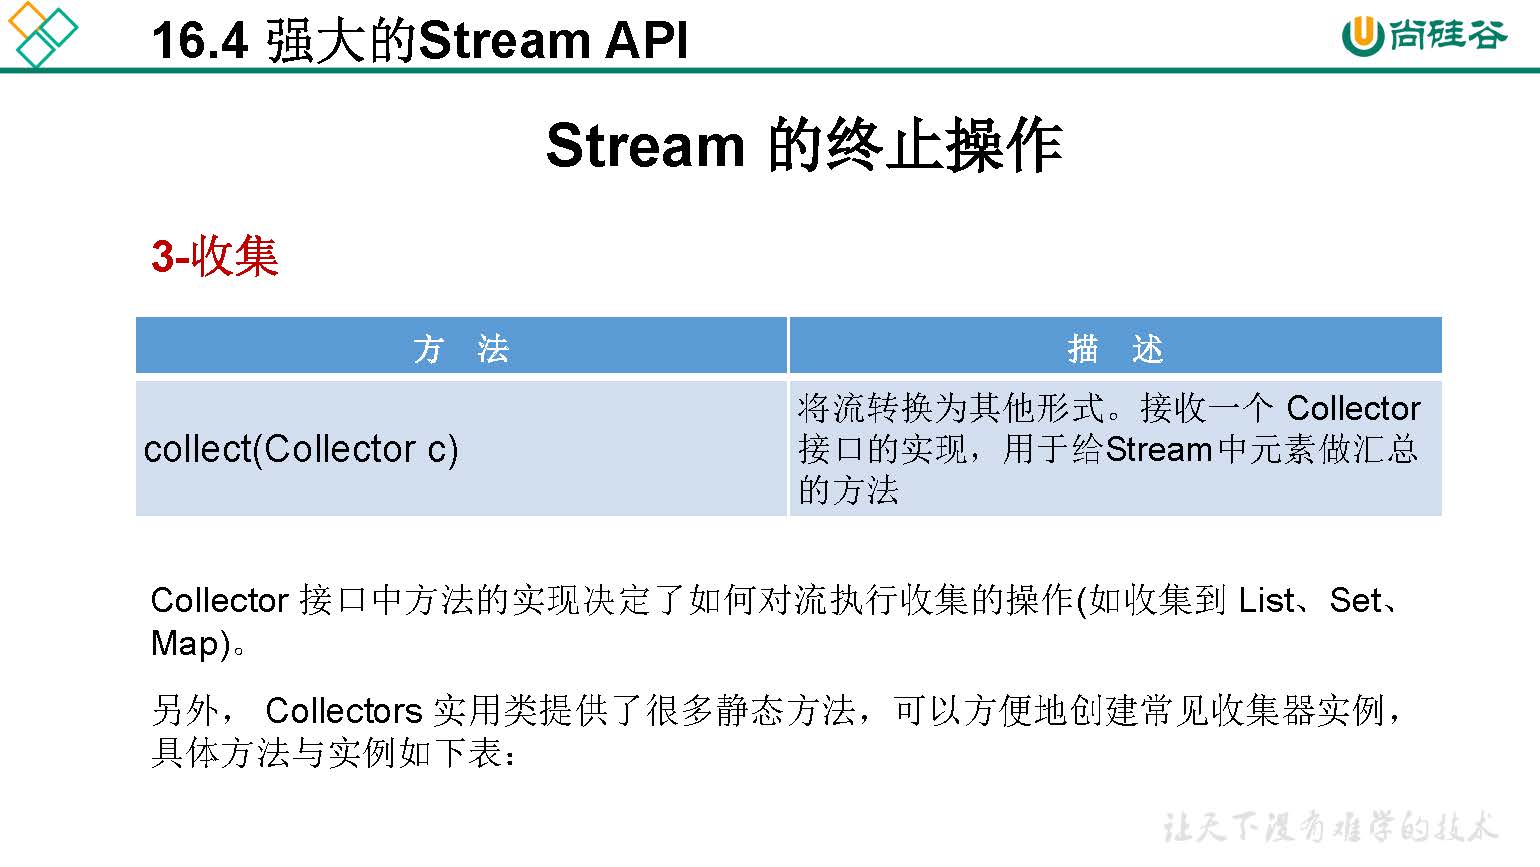 16.4 强大的Stream API
尚硅谷
Stream 的终止操作
3-收集
方 法
描 述
collect(Collector c)
将流转换为其他形式。接收一个 Collector
接口的实现，用于给Stream中元素做汇总
的方法
Collector 接口中方法的实现决定了如何对流执行收集的操作(如收集到 List、Set、
Map)。
另外， Collectors 实用类提供了很多静态方法，可以方便地创建常见收集器实例，
具体方法与实例如下表：
让天下没有难学的技术